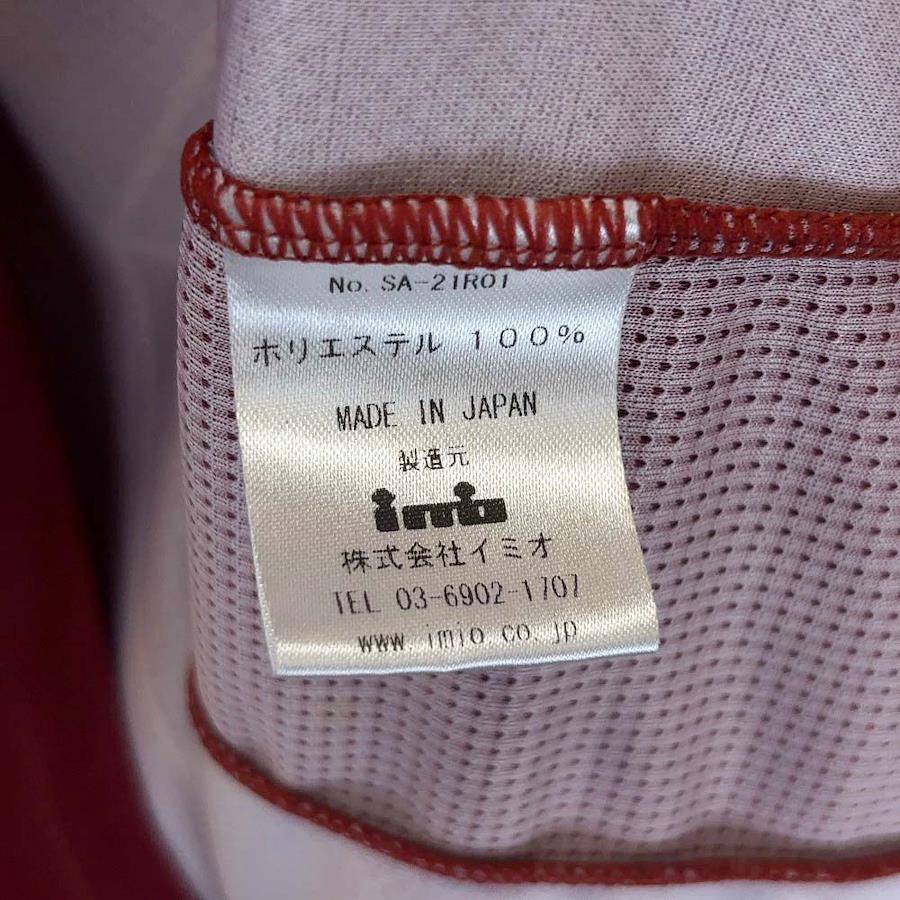 No. SA-21R01
ポリエステル 100%
MADE IN JAPAN
製造元
imio
株式会社イミオ
TEL 03-6902-1707
www.imio.co.jp